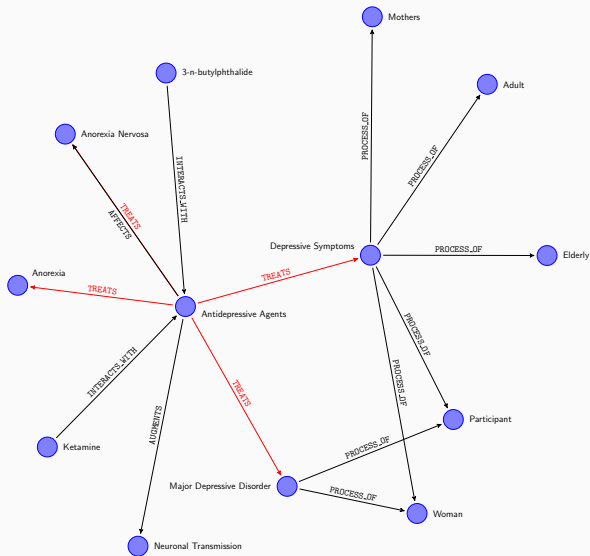 Mothers
3-n-butylphthalide
Adult
Anorexia Nervosa
PROCESS_OF
PROCESS_OF
INTERACTS_WITH
TREATS
AFFECTS
Depressive Symptoms
PROCESS_OF
Elderly
Anorexia
TREATS
TREATS
Antidepressive Agents
PROCESS_OF
PROCESS_OF
INTERACTS_WITH
TREATS
AUGMENTS
Participant
Ketamine
PROCESS_OF
Major Depressive Disorder
PROCESS_OF
Woman
Neuronal Transmission